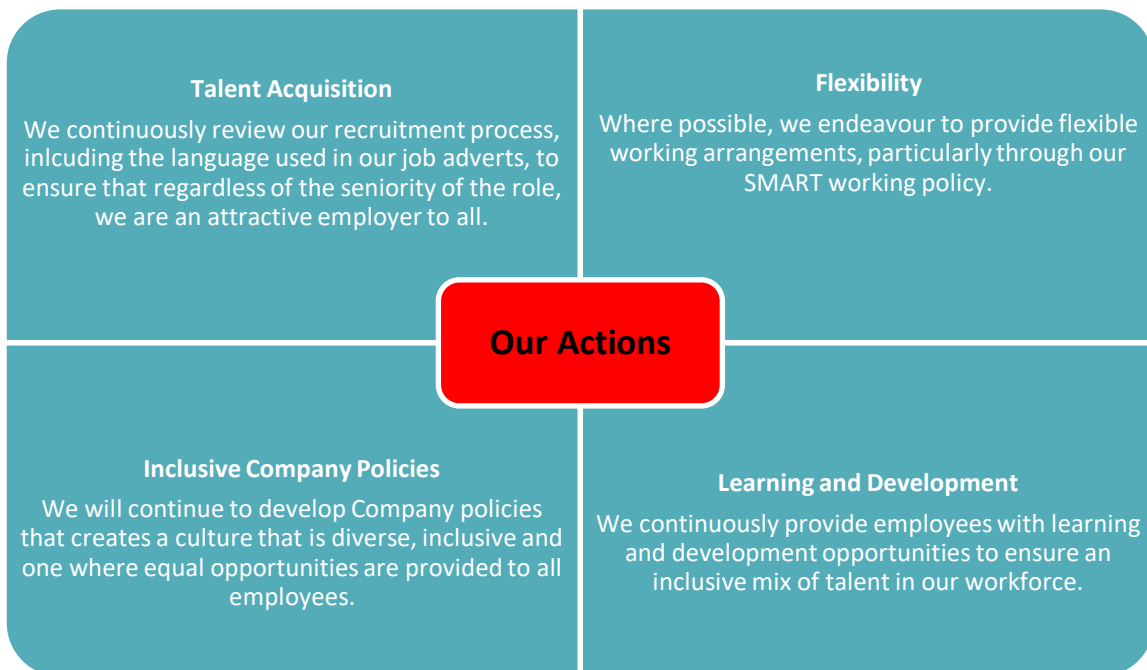 Talent Acquisition
We continuously review our recruitment process,
inlcuding the language used in our job adverts, to
ensure that regardless of the seniority of the role,
we are an attractive employer to all.
Flexibility
Where possible, we endeavour to provide flexible
working arrangements, particularly through our
SMART working policy.
Our Actions
Inclusive Company Policies
We will continue to develop Company policies
that creates a culture that is diverse, inclusive and
one where equal opportunities are provided to all
employees.
Learning and Development
We continuously provide employees with learning
and development opportunities to ensure an
inclusive mix of talent in our workforce.